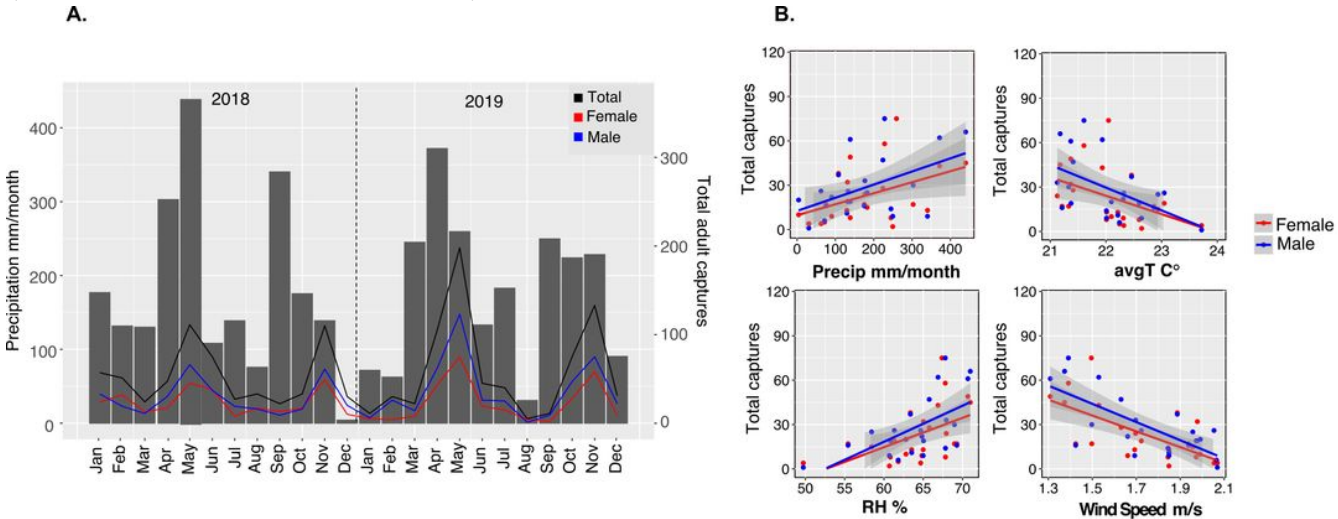 A.
2018
2019
Total
Female
Male
Precipitation mm/month
400
300
200
100
0
Total adult captures
300
200
100
0
Jan
Feb
Mar
Apr
May
Jun
Jul
Aug
Sep
Oct
Nov
Dec
Jan
Feb
Mar
Apr
May
Jun
Jul
Aug
Sep
Oct
Nov
Dec
B.
Total captures
120
90
60
30
0
0 100 200 300 400
Precip mm/month
Total captures
120
90
60
30
0
21 22 23 24
avgT C°
Total captures
120
90
60
30
0
50 55 60 65 70
RH %
Total captures
120
90
60
30
0
1.3 1.5 1.7 1.9 2.1
Wind Speed m/s
Female
Male